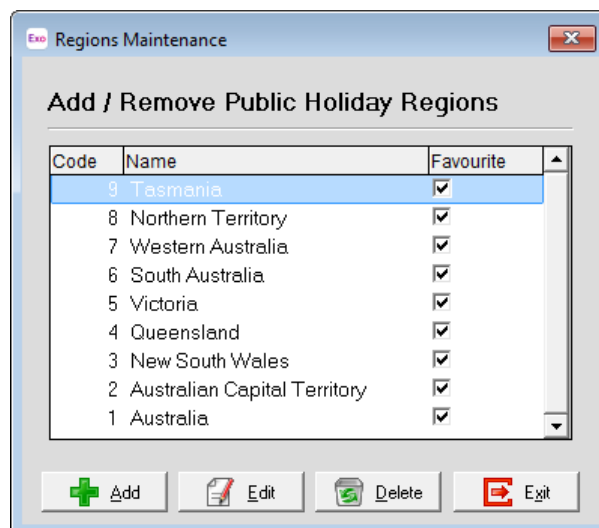 Exo Regions Maintenance
Add / Remove Public Holiday Regions
Code Name Favourite
9 Tasmania
8 Northern Territory
7 Western Australia
6 South Australia
5 Victoria
4 Queensland
3 New South Wales
2 Australian Capital Territory
1 Australia
Add Edit Delete Exit